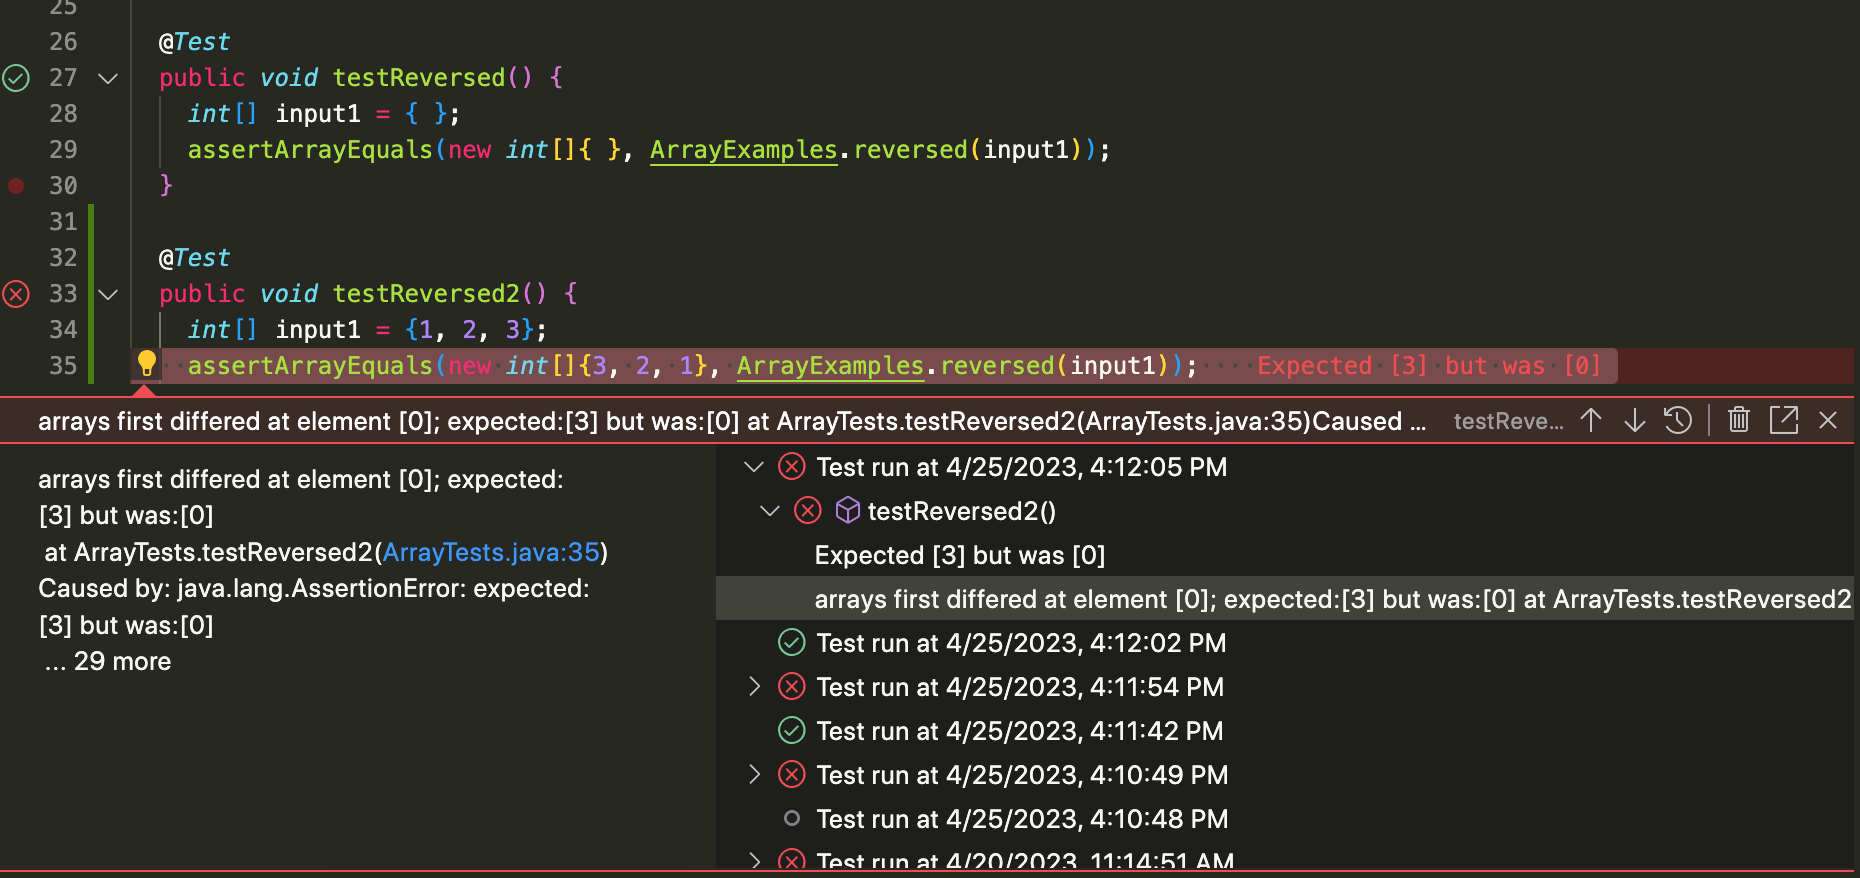 25
26 @Test
27 public void testReversed() {
28 int[] input1 = { };
29 assertArrayEquals(new int[]{ }, ArrayExamples.reversed(input1));
30 }
31
32 @Test
33 public void testReversed2() {
34 int[] input1 = {1, 2, 3};
35 assertArrayEquals(new int[]{3, 2, 1}, ArrayExamples.reversed(input1)); Expected [3] but was [0]
arrays first differed at element [0]; expected:[3] but was:[0] at ArrayTests.testReversed2(ArrayTests.java:35)Caused ... testReve...
arrays first differed at element [0]; expected:
[3] but was:[0]
at ArrayTests.testReversed2(ArrayTests.java:35)
Caused by: java.lang.AssertionError: expected:
[3] but was:[0]
... 29 more
Test run at 4/25/2023, 4:12:05 PM
testReversed2()
Expected [3] but was [0]
arrays first differed at element [0]; expected:[3] but was:[0] at ArrayTests.testReversed2
Test run at 4/25/2023, 4:12:02 PM
Test run at 4/25/2023, 4:11:54 PM
Test run at 4/25/2023, 4:11:42 PM
Test run at 4/25/2023, 4:10:49 PM
Test run at 4/25/2023, 4:10:48 PM
Test run at 4/20/2023, 11:14:51 AM